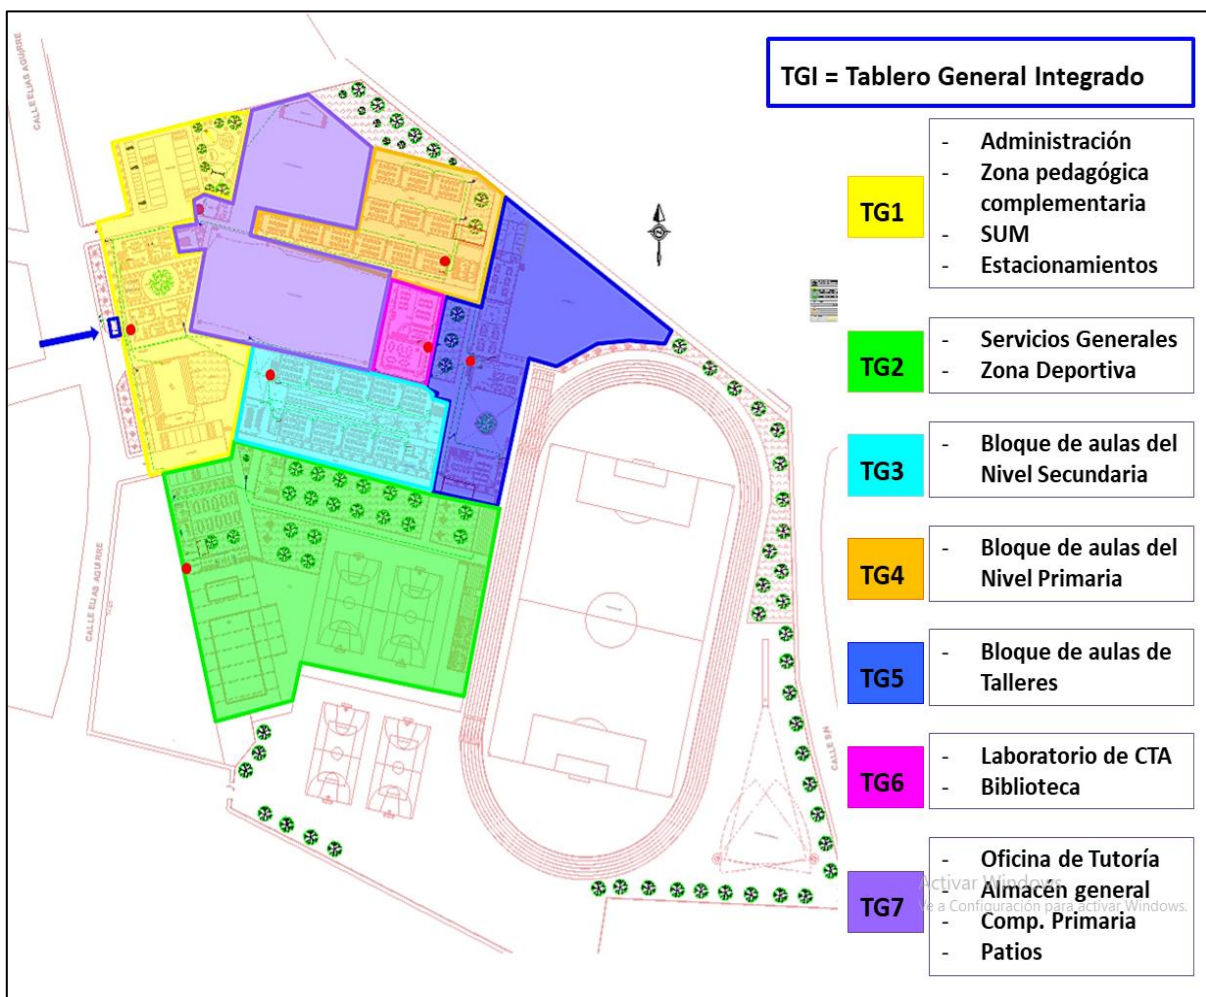 TGI = Tablero General Integrado
CALLE ELIAS AGUIRRE
TG1
- Administración
- Zona pedagógica
complementaria
- SUM
- Estacionamientos
TG2
- Servicios Generales
- Zona Deportiva
TG3
- Bloque de aulas del
Nivel Secundaria
TG4
- Bloque de aulas del
Nivel Primaria
CALLE ELIAS AGUIRRE
TG5
- Bloque de aulas de
Talleres
CALLE S/N
TG6
- Laboratorio de CTA
- Biblioteca
TG7
- Oficina de Tutoría
- Almacén general
- Comp. Primaria
- Patios
Activar Windows
Ve a Configuración para activar Windows.